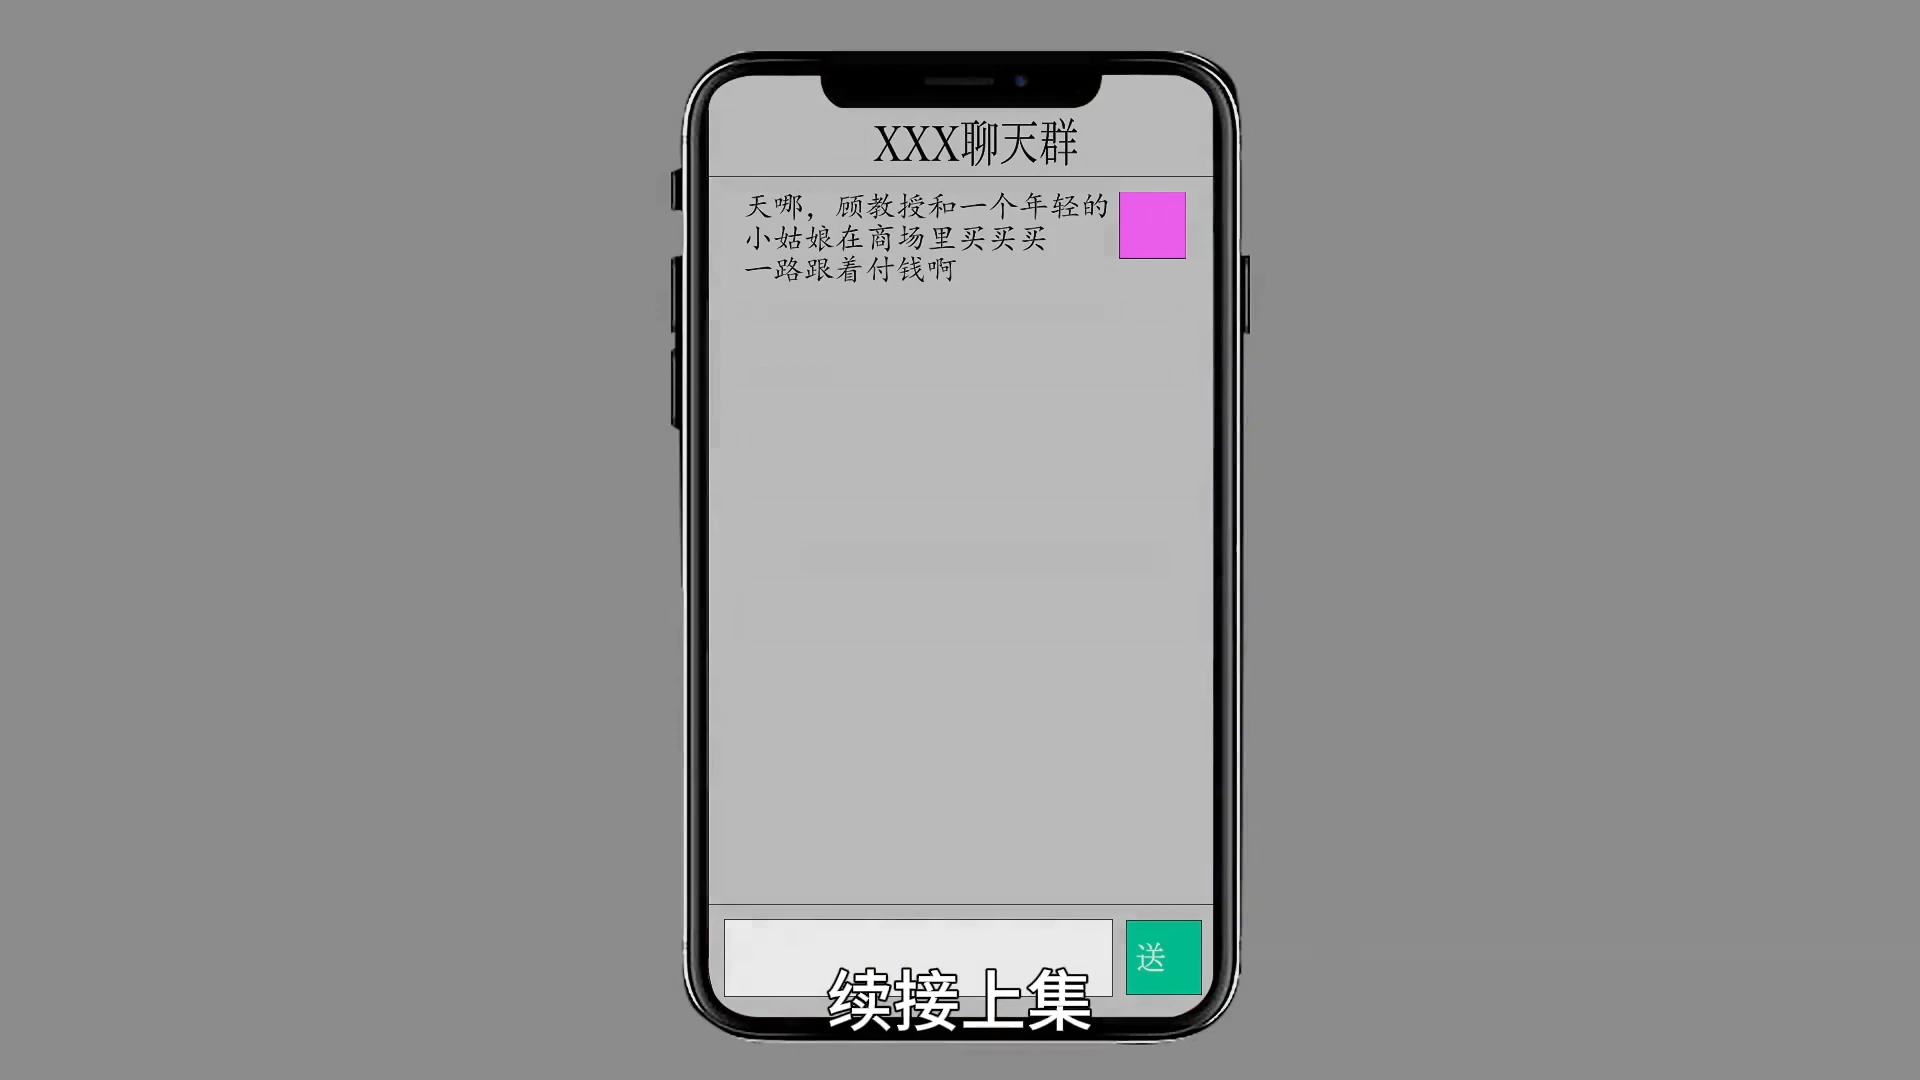 XXX聊天群
天哪，顾教授和一个年轻的
小姑娘在商场里买买买
一路跟着付钱啊
送
续接上集